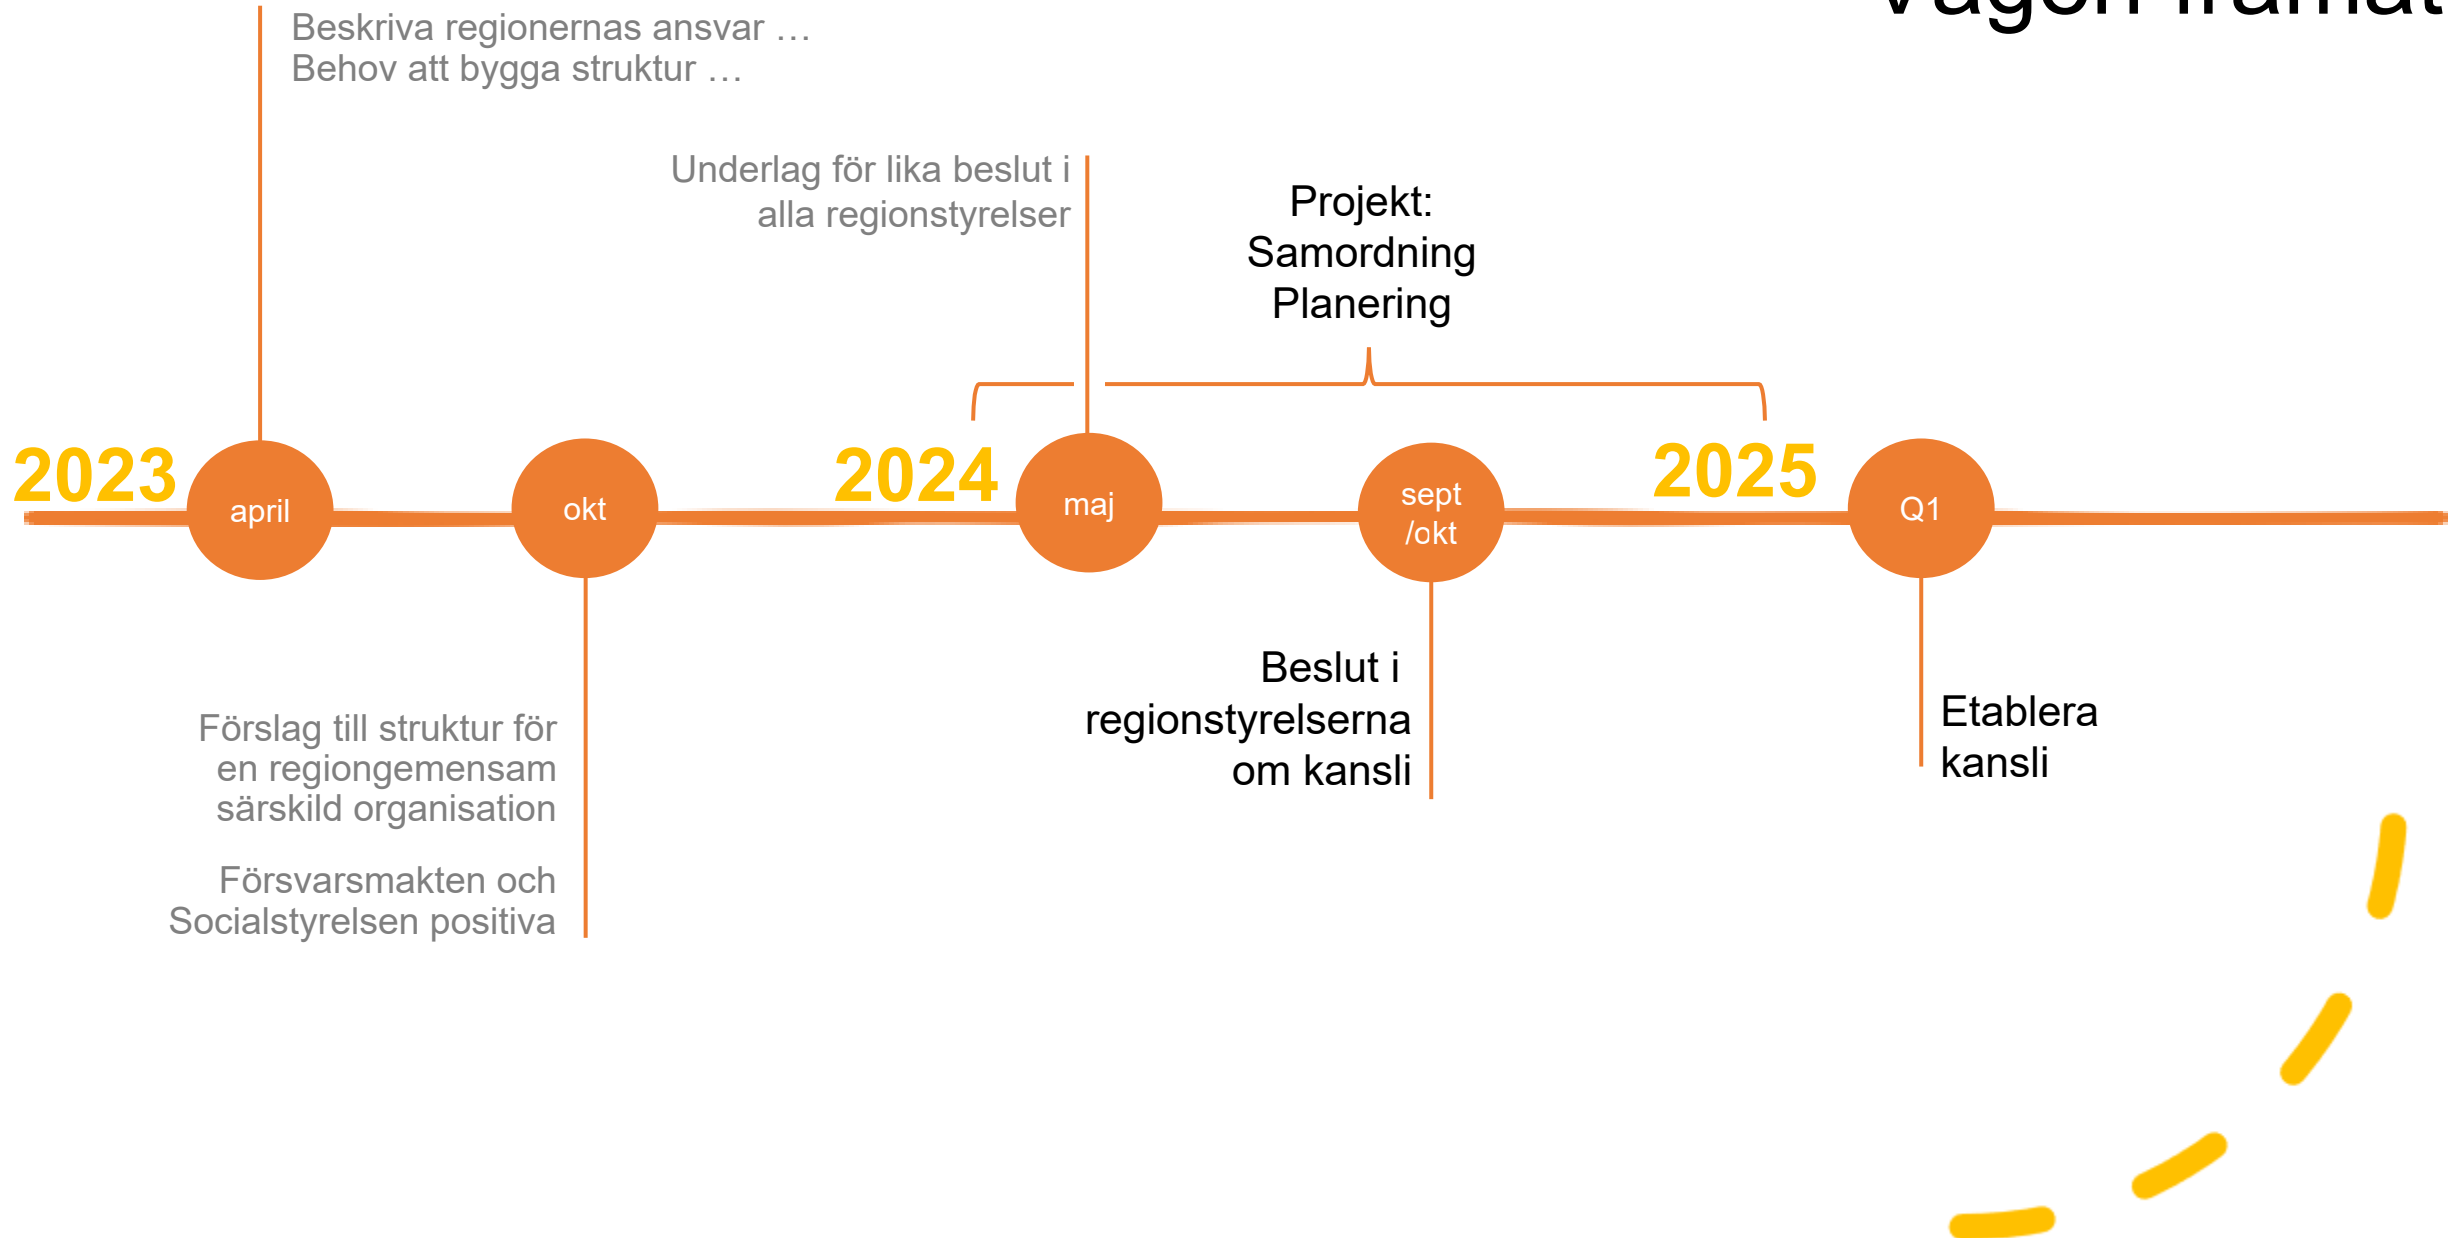 Vägen framåt
Beskriva regionernas ansvar …
Behov att bygga struktur …
Underlag för lika beslut i
alla regionstyrelser
Projekt:
Samordning
Planering
2023
april
okt
2024
maj
sept
/okt
2025
Q1
Förslag till struktur för
en regiongemensam
särskild organisation
Försvarsmakten och
Socialstyrelsen positiva
Beslut i
regionstyrelserna
om kansli
Etablera
kansli